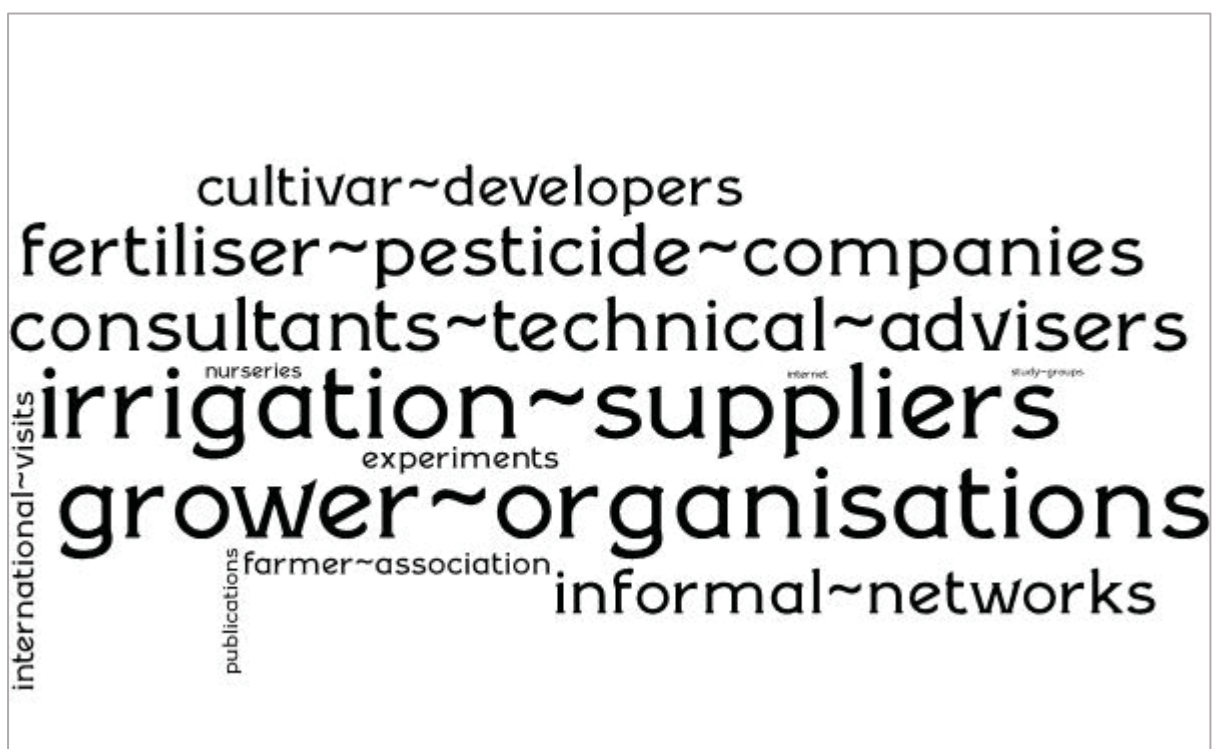 cultivar~developers
fertiliser~pesticide~companies
consultants~technical~advisers
nurseries
internet
study~groups
irrigation~suppliers
international~visits
experiments
grower~organisations
publications
farmer~association
informal~networks